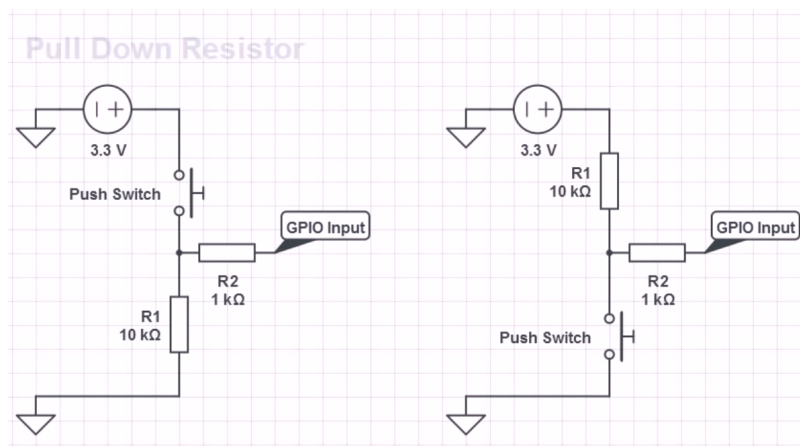 Pull Down Resistor
3.3 V
Push Switch
GPIO Input
R2
1 kΩ
R1
10 kΩ
3.3 V
R1
10 kΩ
GPIO Input
R2
1 kΩ
Push Switch